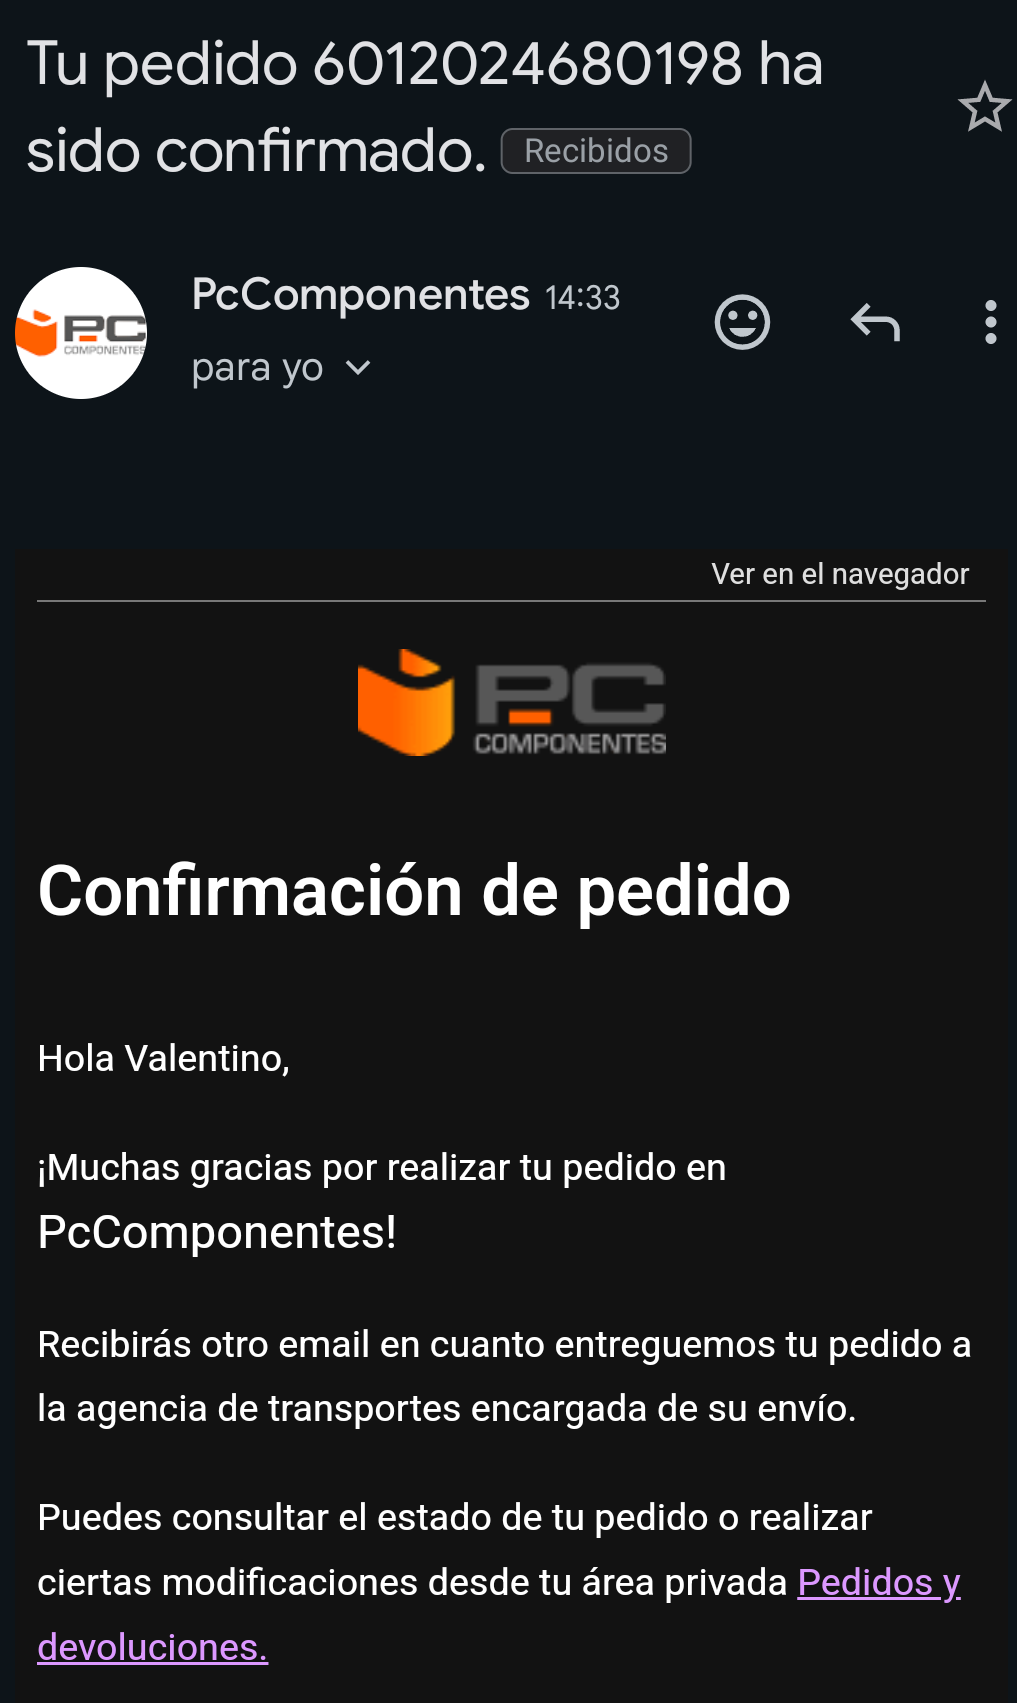 Tu pedido 6012024680198 ha
sido confirmado. Recibidos
PC
COMPONENTES
PcComponentes 14:33
para yo
Ver en el navegador
PC
COMPONENTES
Confirmación de pedido
Hola Valentino,
¡Muchas gracias por realizar tu pedido en
PcComponentes!
Recibirás otro email en cuanto entreguemos tu pedido a
la agencia de transportes encargada de su envío.
Puedes consultar el estado de tu pedido o realizar
ciertas modificaciones desde tu área privada Pedidos y
devoluciones.